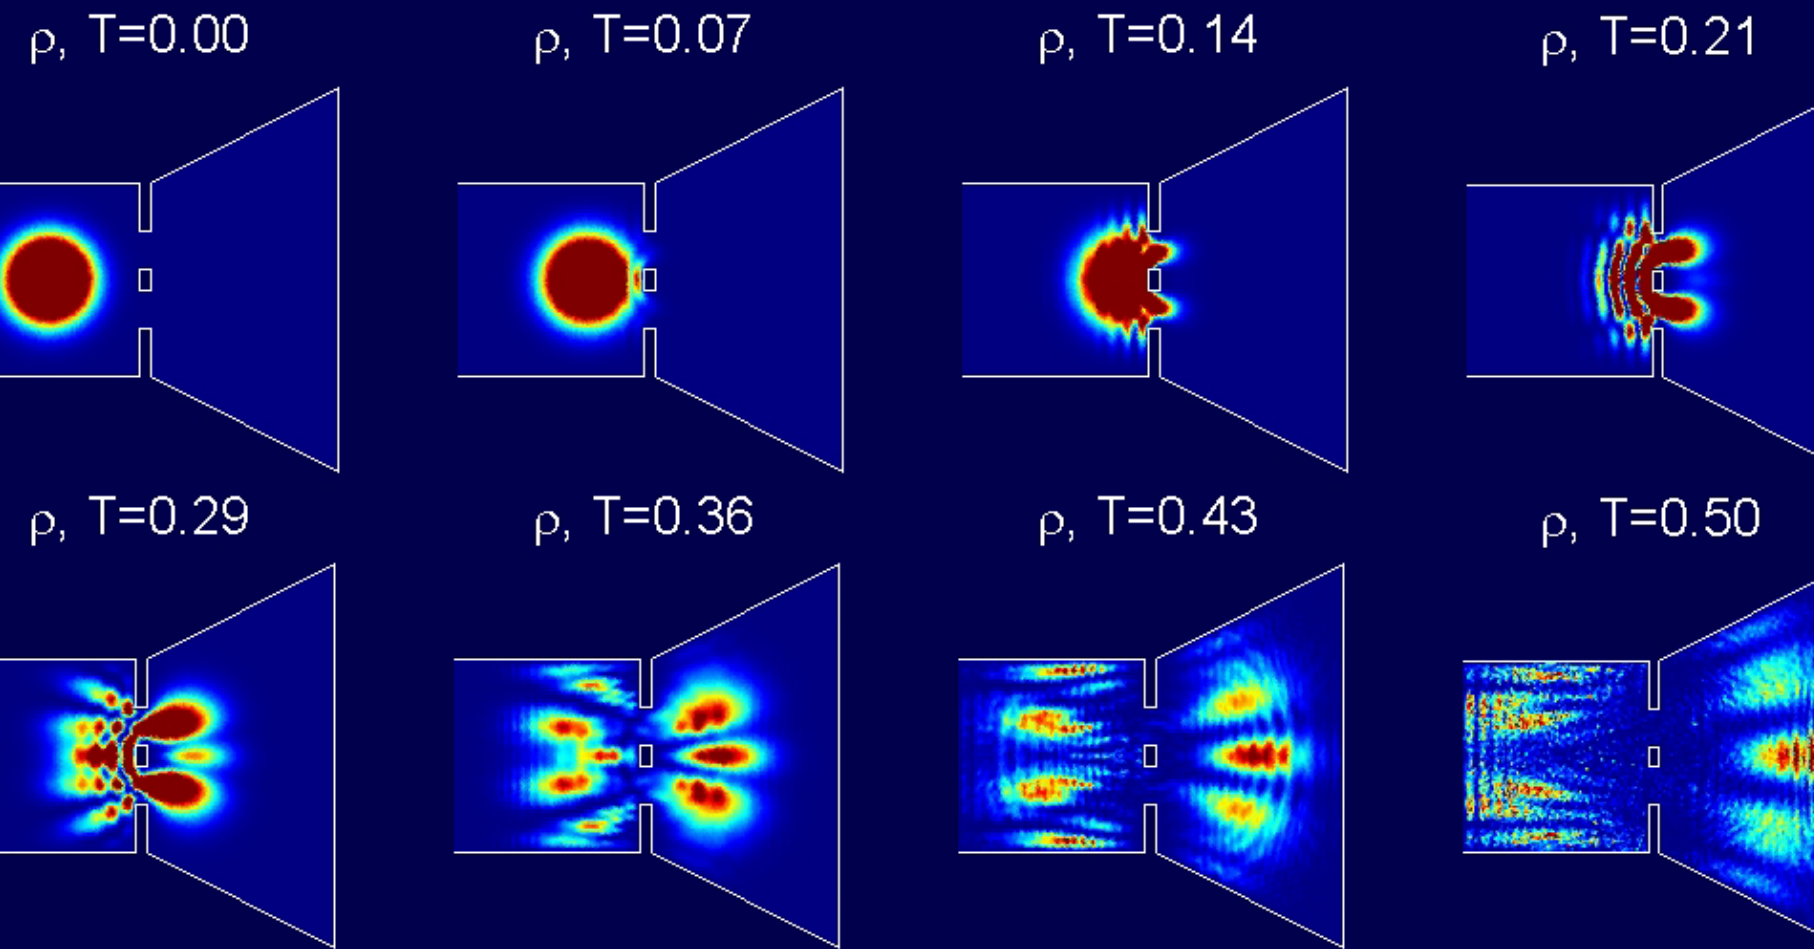 ρ, T=0.00
ρ, T=0.07
ρ, T=0.14
ρ, T=0.21
ρ, T=0.29
ρ, T=0.36
ρ, T=0.43
ρ, T=0.50